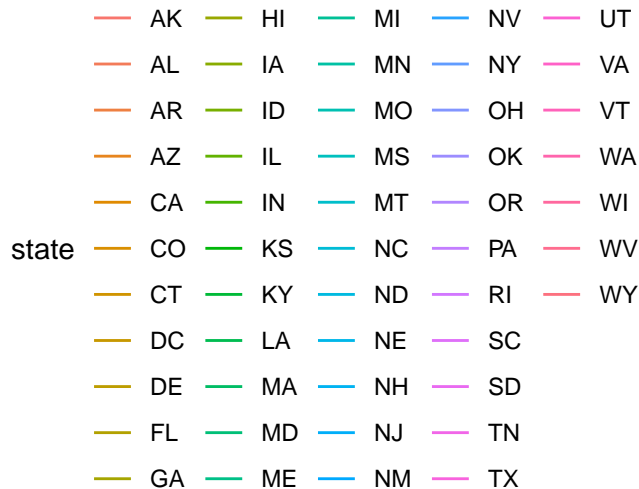 AK HI MI NV UT
AL IA MN NY VA
AR ID MO OH VT
AZ IL MS OK WA
CA IN MT OR WI
state CO KS NC PA WV
CT KY ND RI WY
DC LA NE SC
DE MA NH SD
FL MD NJ TN
GA ME NM TX